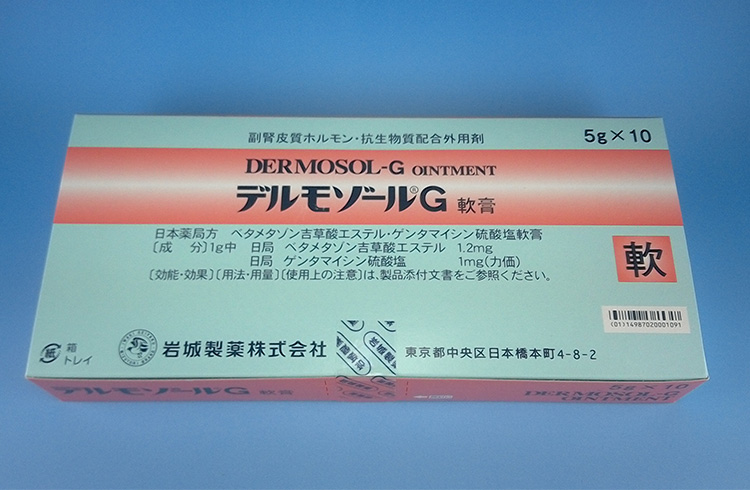 副腎皮質ホルモン・抗生物質配合外用剤
5g×10
DERMOSOL-G OINTMENT
デルモゾール®G 軟膏
日本薬局方 ベタメタゾン吉草酸エステル・ゲンタマイシン硫酸塩軟膏
〔成 分〕1g中 日局 ベタメタゾン吉草酸エステル 1.2mg
日局 ゲンタマイシン硫酸塩 1mg(力価)
〔効能・効果〕〔用法・用量〕〔使用上の注意〕は、製品添付文書をご参照ください。
軟
(01)14987020001091
紙 箱
トレイ
岩城製薬株式会社
東京都中央区日本橋本町4-8-2
デルモゾールG 軟膏
5g×10
DERMOSOL-G
OINTMENT